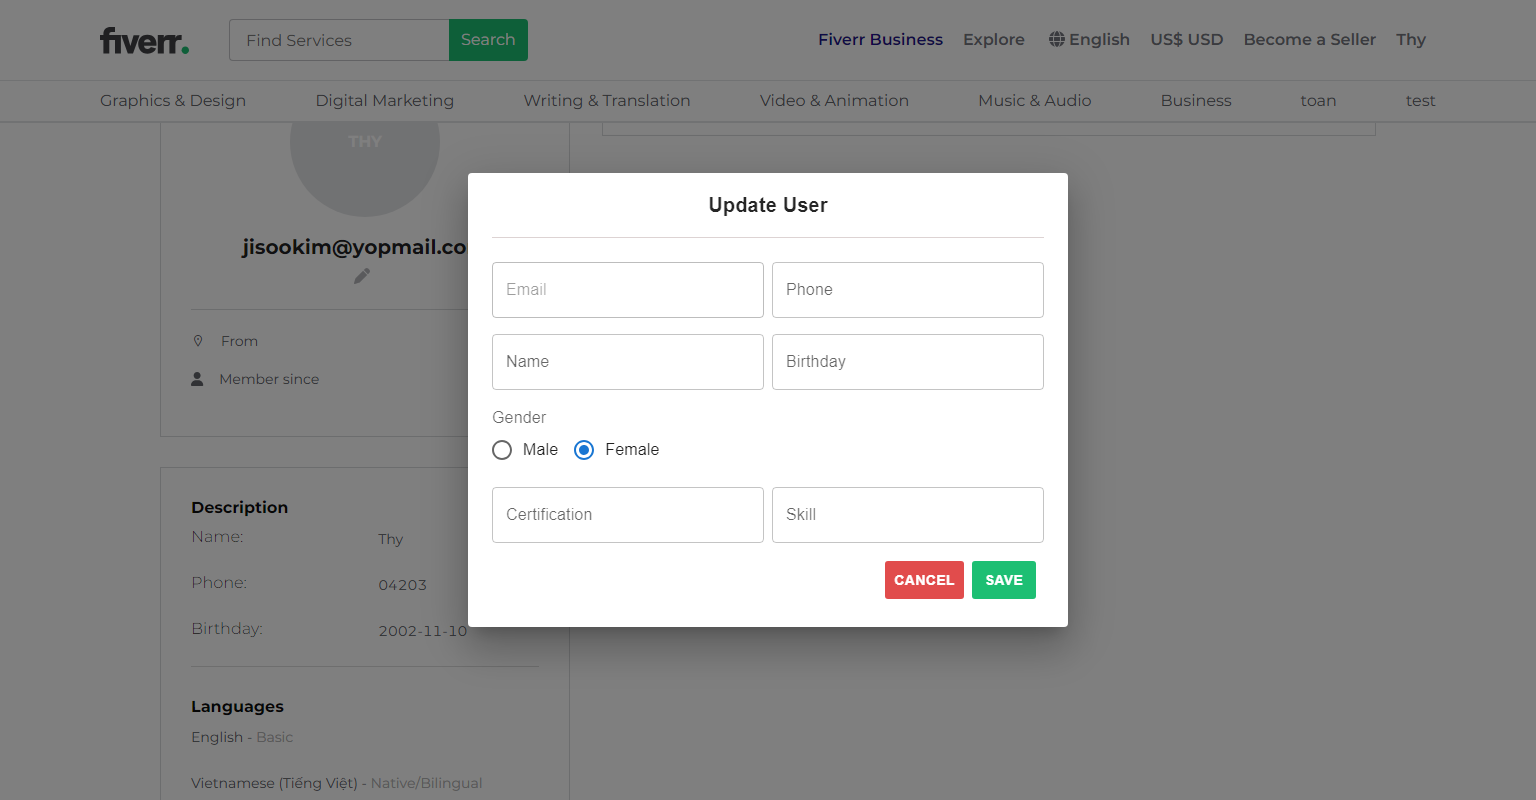 fiverr.
Find Services
Search
Fiverr Business
Explore
English
US$ USD
Become a Seller
Thy
Graphics & Design
Digital Marketing
Writing & Translation
Video & Animation
Music & Audio
Business
toan
test
THY
jisookim@yopmail.co
From
Member since
Description
Name:
Thy
Phone:
04203
Birthday:
2002-11-10
Languages
English - Basic
Vietnamese (Tiếng Việt) - Native/Bilingual
Update User
Email
Phone
Name
Birthday
Gender
Male
Female
Certification
Skill
CANCEL
SAVE